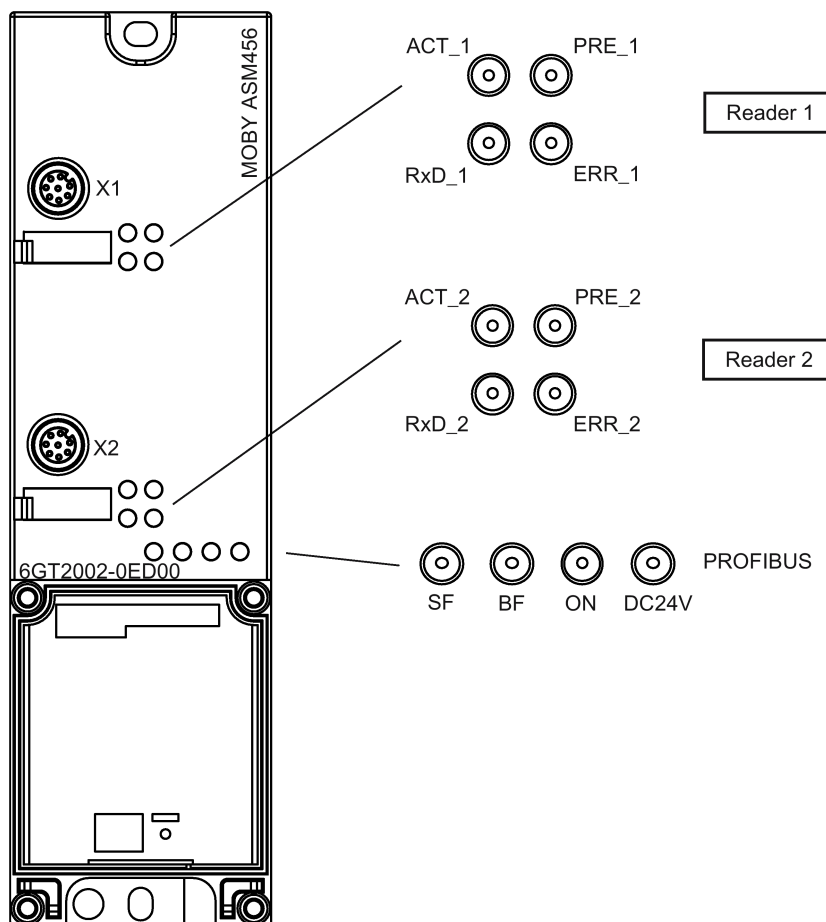 MOBY ASM456
ACT_1
PRE_1
Reader 1
RxD_1
ERR_1
X1
ACT_2
PRE_2
Reader 2
RxD_2
ERR_2
X2
6GT2002-0ED00
PROFIBUS
SF
BF
ON
DC24V